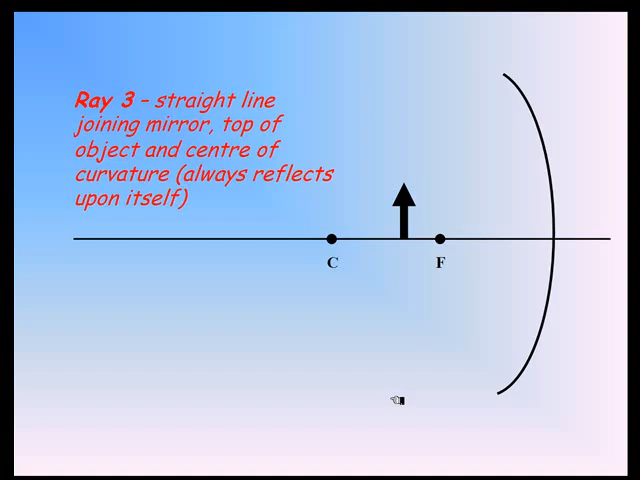 Ray 3 – straight line
joining mirror, top of
object and centre of
curvature (always reflects
upon itself)
C
F